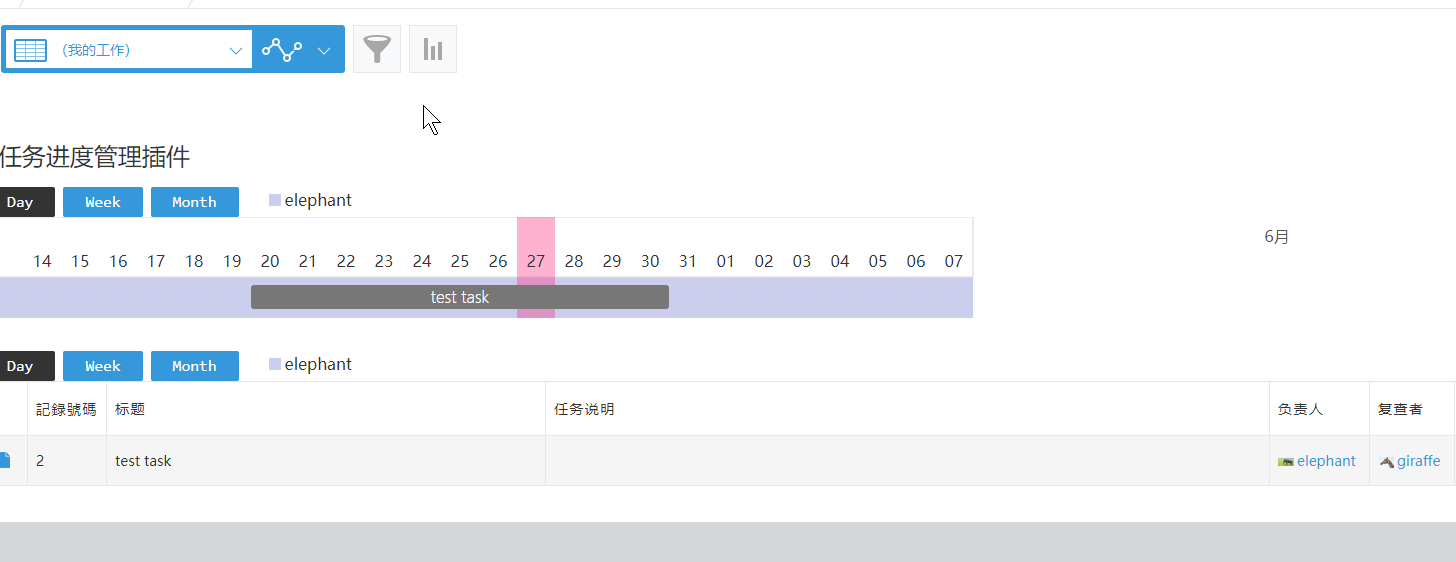 （我的工作）
任务进度管理插件
Day Week Month elephant
6月
14 15 16 17 18 19 20 21 22 23 24 25 26 27 28 29 30 31 01 02 03 04 05 06 07
test task
Day Week Month elephant
記錄號碼 标题 任务说明 负责人 复查者
2 test task elephant giraffe